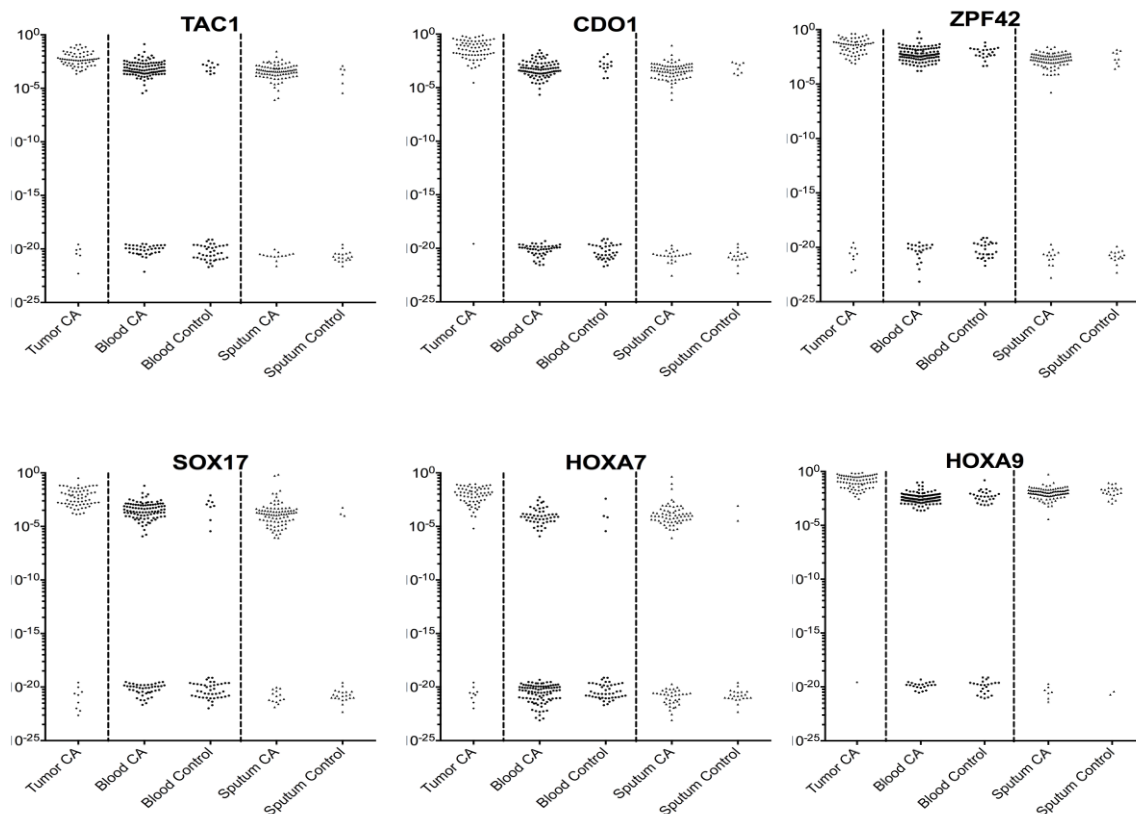 TAC1
10^0
10^-5
10^-10
10^-15
10^-20
10^-25
Tumor CA
Blood CA
Blood Control
Sputum CA
Sputum Control
CDO1
10^0
10^-5
10^-10
10^-15
10^-20
10^-25
Tumor CA
Blood CA
Blood Control
Sputum CA
Sputum Control
ZPF42
10^0
10^-5
10^-10
10^-15
10^-20
10^-25
Tumor CA
Blood CA
Blood Control
Sputum CA
Sputum Control
SOX17
10^0
10^-5
10^-10
10^-15
10^-20
10^-25
Tumor CA
Blood CA
Blood Control
Sputum CA
Sputum Control
HOXA7
10^0
10^-5
10^-10
10^-15
10^-20
10^-25
Tumor CA
Blood CA
Blood Control
Sputum CA
Sputum Control
HOXA9
10^0
10^-5
10^-10
10^-15
10^-20
10^-25
Tumor CA
Blood CA
Blood Control
Sputum CA
Sputum Control